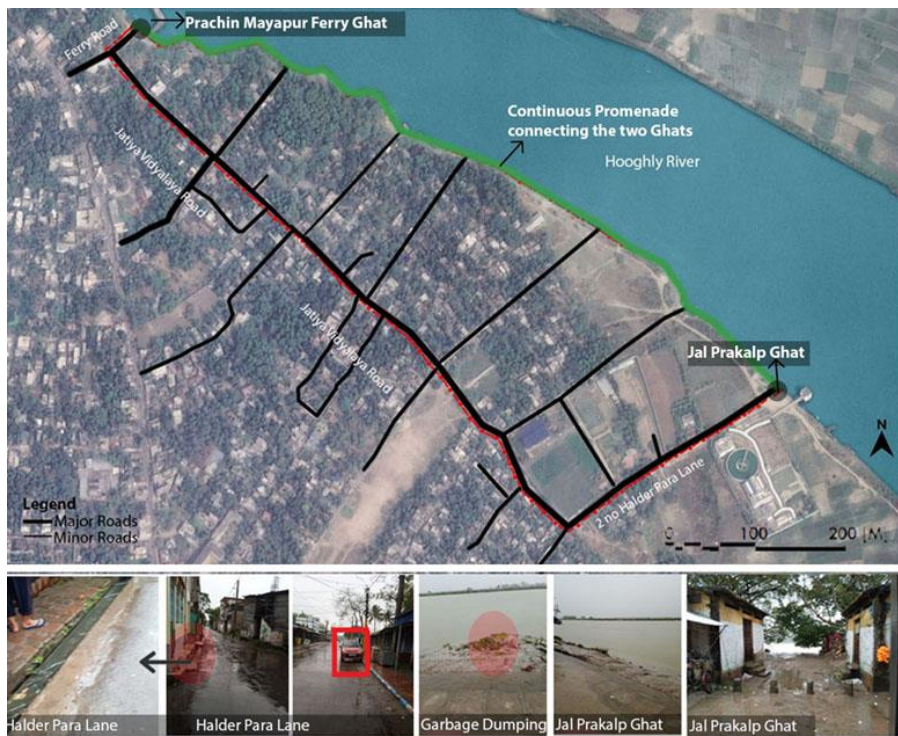 Prachin Mayapur Ferry Ghat
Ferry Road
Continuous Promenade
connecting the two Ghats
Hooghly River
Jatiya Vidyalaya Road
Jatiya Vidyalaya Road
Jal Prakalp Ghat
N
2 no Halder Para Lane
Legend
Major Roads
Minor Roads
0 100 200 [M]
Halder Para Lane
Halder Para Lane
Garbage Dumping
Jal Prakalp Ghat
Jal Prakalp Ghat